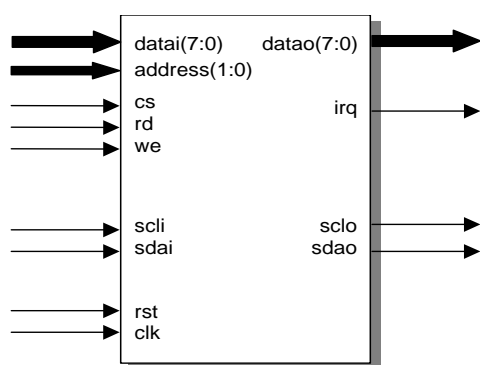 datai(7:0) datao(7:0)
address(1:0)
cs
irq
rd
we
scli sclo
sdai sdao
rst
clk